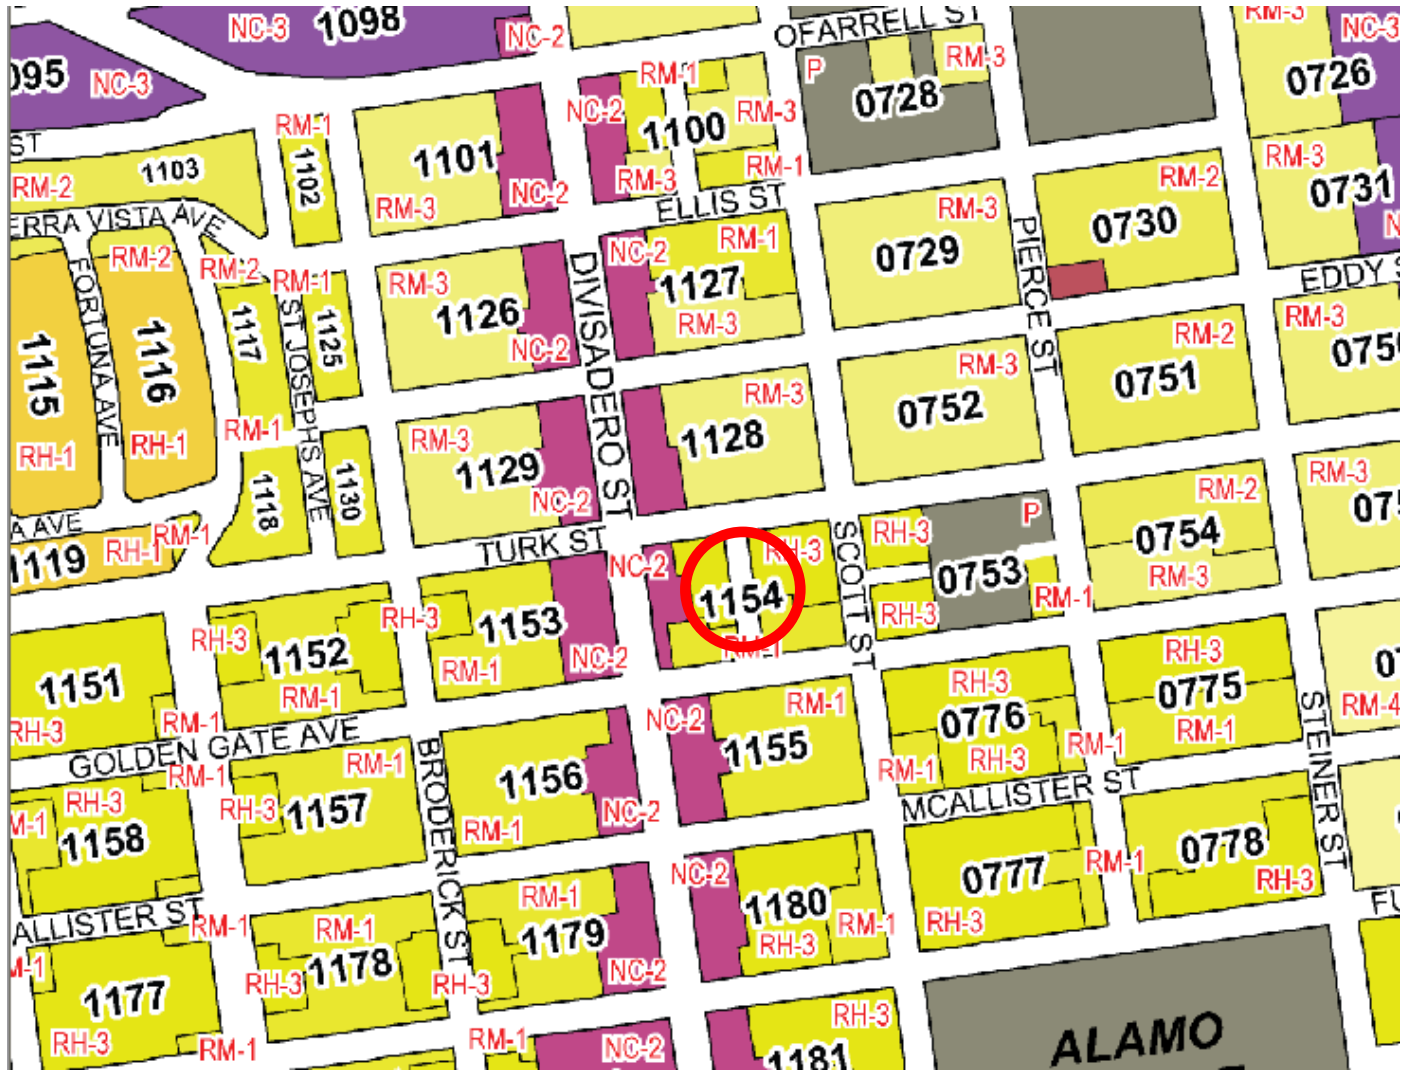 NC-3
1098
NC-2
OFARRELL ST
RM-3
NC-3
095
NC-3
RM-1
P
RM-3
0726
NC-2
0728
ST
RM-1
1100
RM-3
1103
1102
1101
RM-1
RM-3
RM-2
RM-3
NC-2
RM-3
RM-2
0731
ERRA VISTA AVE
ELLIS ST
RM-3
0730
RM-2
RM-2
RM-1
NC-2
RM-1
0729
PIERCE ST
EDDY S
FORTUNA AVE
RM-3
1127
RM-3
1115
1116
1117
ST JOSEPHS AVE
1125
1126
DIVISADERO ST
RM-3
RM-2
075
NC-2
RM-3
0751
RH-1
RH-1
RM-1
RM-3
RM-3
0752
1129
1128
RM-2
RM-3
1118
1130
NC-2
075
A AVE
RM-1
TURK ST
RH-3
SCOTT ST
RH-3
P
0754
1119
RH-1
NC-2
0753
RM-3
RH-3
1153
1154
RH-3
RM-1
RH-3
1152
RM-1
NC-2
RM-1
RH-3
07
1151
RM-1
RH-3
0775
RH-3
RM-1
NC-2
RM-1
0776
RM-1
STEINER ST
RM-4
GOLDEN GATE AVE
BRODERICK ST
1155
RH-3
RM-1
RM-1
RM-1
1156
RM-1
MCALLISTER ST
RH-3
RH-3
1157
NC-2
M-1
1158
RM-1
0778
NC-2
0777
RM-1
RH-3
ALLISTER ST
RM-1
RM-1
RM-1
1180
RM-1
RH-3
FU
M-1
RH-3
1178
RH-3
1179
NC-2
RH-3
1177
RH-3
RM-1
RM-1
NC-2
RH-3
1181
ALAMO